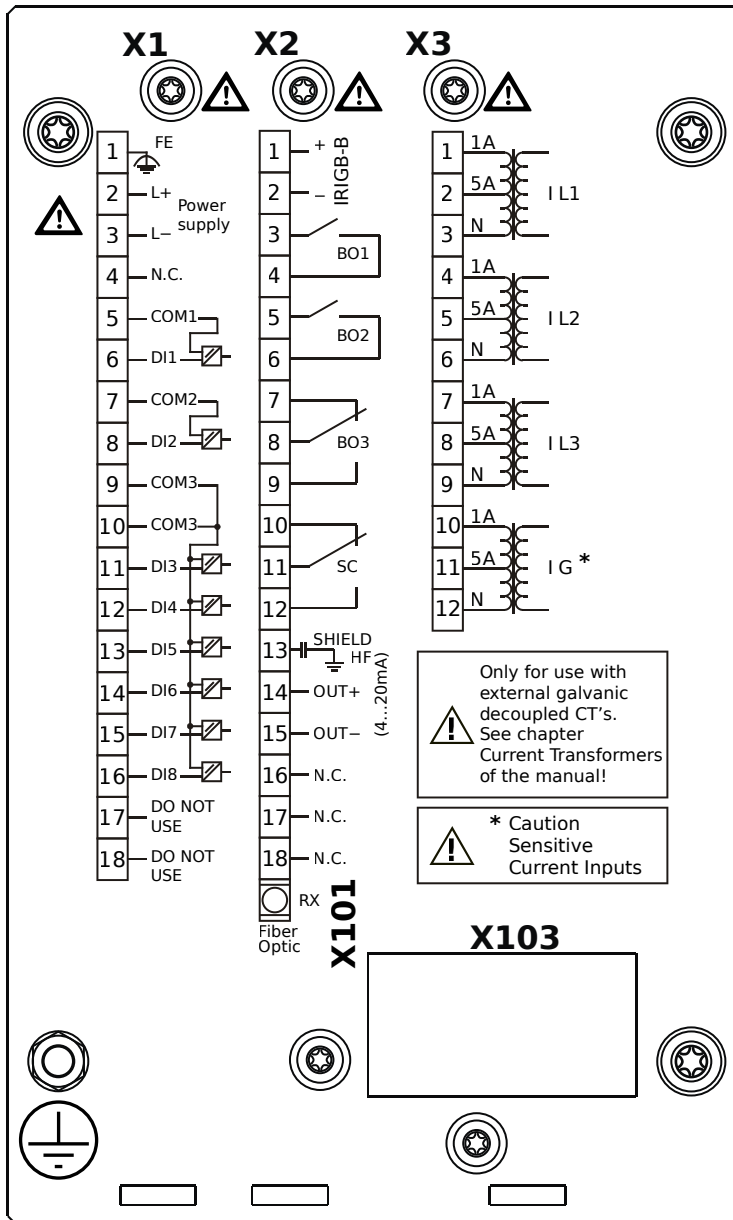 X1
X2
X3
1 FE
2 L+
Power
supply
3 L−
4 N.C.
5 COM1
6 DI1
7 COM2
8 DI2
9 COM3
10 COM3
11 DI3
12 DI4
13 DI5
14 DI6
15 DI7
16 DI8
17 DO NOT
USE
18 DO NOT
USE
1 +
2 −
IRIGB-B
3
BO1
4
5
BO2
6
7
8 BO3
9
10
11 SC
12
13 SHIELD
HF
14 OUT+
15 OUT−
(4...20mA)
16 N.C.
17 N.C.
18 N.C.
RX
Fiber
Optic
X101
1 1A
2 5A I L1
3 N
4 1A
5 5A I L2
6 N
7 1A
8 5A I L3
9 N
10 1A
11 5A I G *
12 N
! Only for use with
external galvanic
decoupled CT's.
See chapter
Current Transformers
of the manual!
! * Caution
Sensitive
Current Inputs
X103